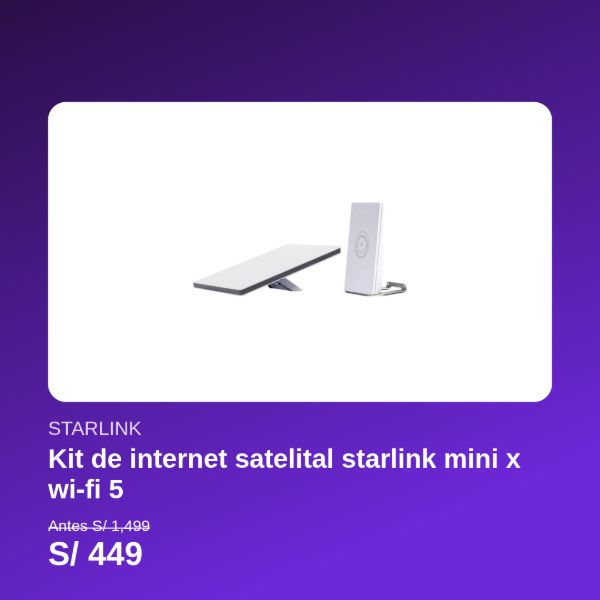 STARLINK
Kit de internet satelital starlink mini x
wi-fi 5
Antes S/ 1,499
S/ 449